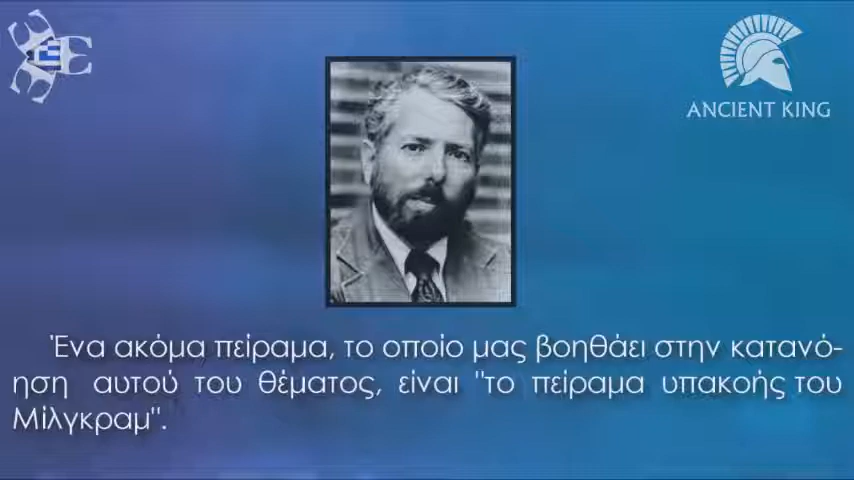 ANCIENT KING
Ένα ακόμα πείραμα, το οποίο μας βοηθάει στην κατανό-
ηση αυτού του θέματος, είναι "το πείραμα υπακοής του
Μίλγκραμ".